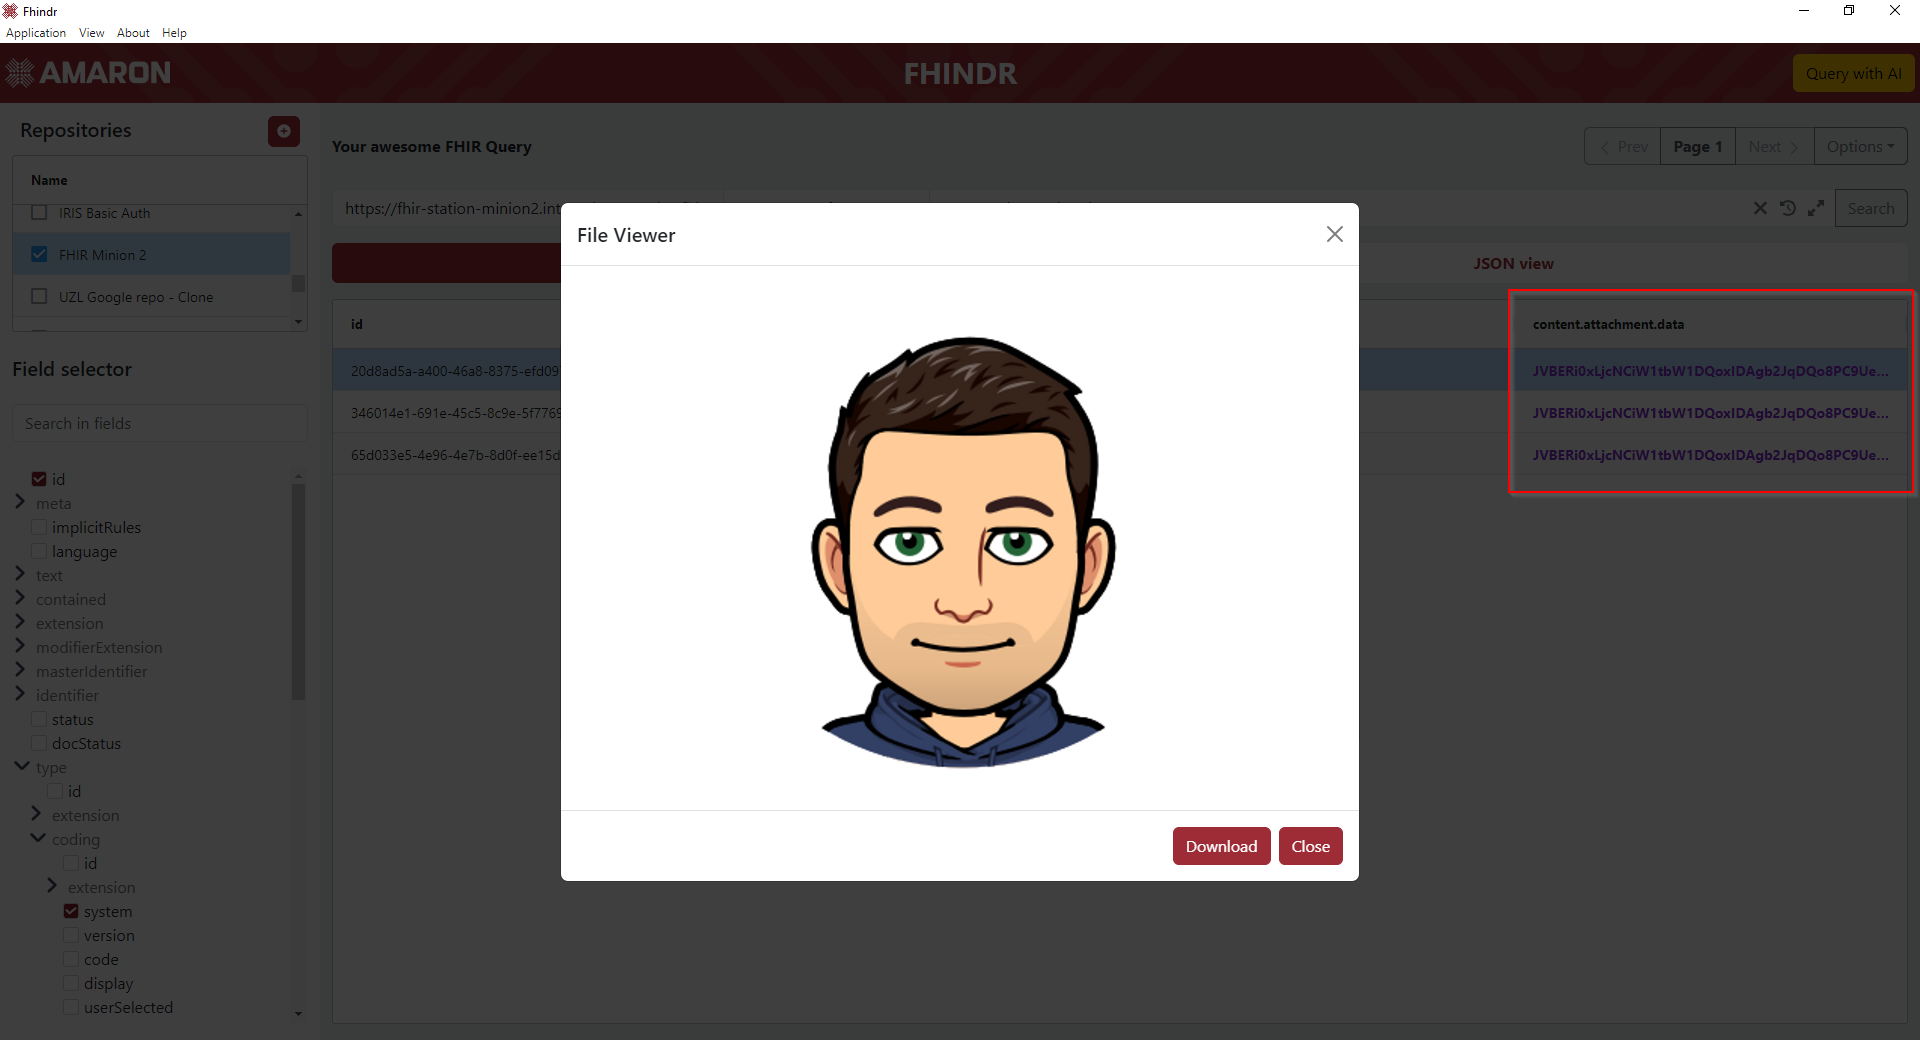 Fhindr
Application View About Help
AMARON
FHINDR
Query with AI
Repositories
Your awesome FHIR Query
Prev Page 1 Next Options
Name
IRIS Basic Auth
https://fhir-station-minion2.int
Search
FHIR Minion 2
UZL Google repo - Clone
File Viewer
JSON view
id
content.attachment.data
Field selector
20d8ad5a-a400-46a8-8375-efd09
JVBERi0xLjcNCiW1tbW1DQoxIDAgb2JqDQo8PC9Ue...
Search in fields
346014e1-691e-45c5-8c9e-5f7769
JVBERi0xLjcNCiW1tbW1DQoxIDAgb2JqDQo8PC9Ue...
65d033e5-4e96-4e7b-8d0f-ee15d
JVBERi0xLjcNCiW1tbW1DQoxIDAgb2JqDQo8PC9Ue...
id
meta
implicitRules
language
text
contained
extension
modifierExtension
masterIdentifier
identifier
status
docStatus
type
id
extension
coding
id
extension
system
version
code
display
userSelected
Download
Close